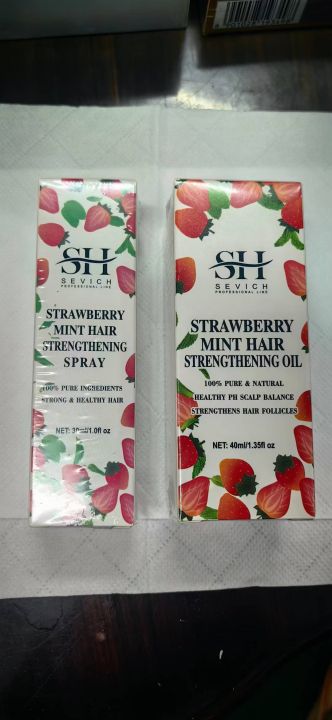 SH
SEVICH
PROFESSIONAL LINE
STRAWBERRY
MINT HAIR
STRENGTHENING
SPRAY
100% PURE INGREDIENTS
STRONG & HEALTHY HAIR
NET: 30ml/1.0fl oz
SH
SEVICH
PROFESSIONAL LINE
STRAWBERRY
MINT HAIR
STRENGTHENING OIL
100% PURE & NATURAL
HEALTHY PH SCALP BALANCE
STRENGTHENS HAIR FOLLICLES
NET: 40ml/1.35fl oz